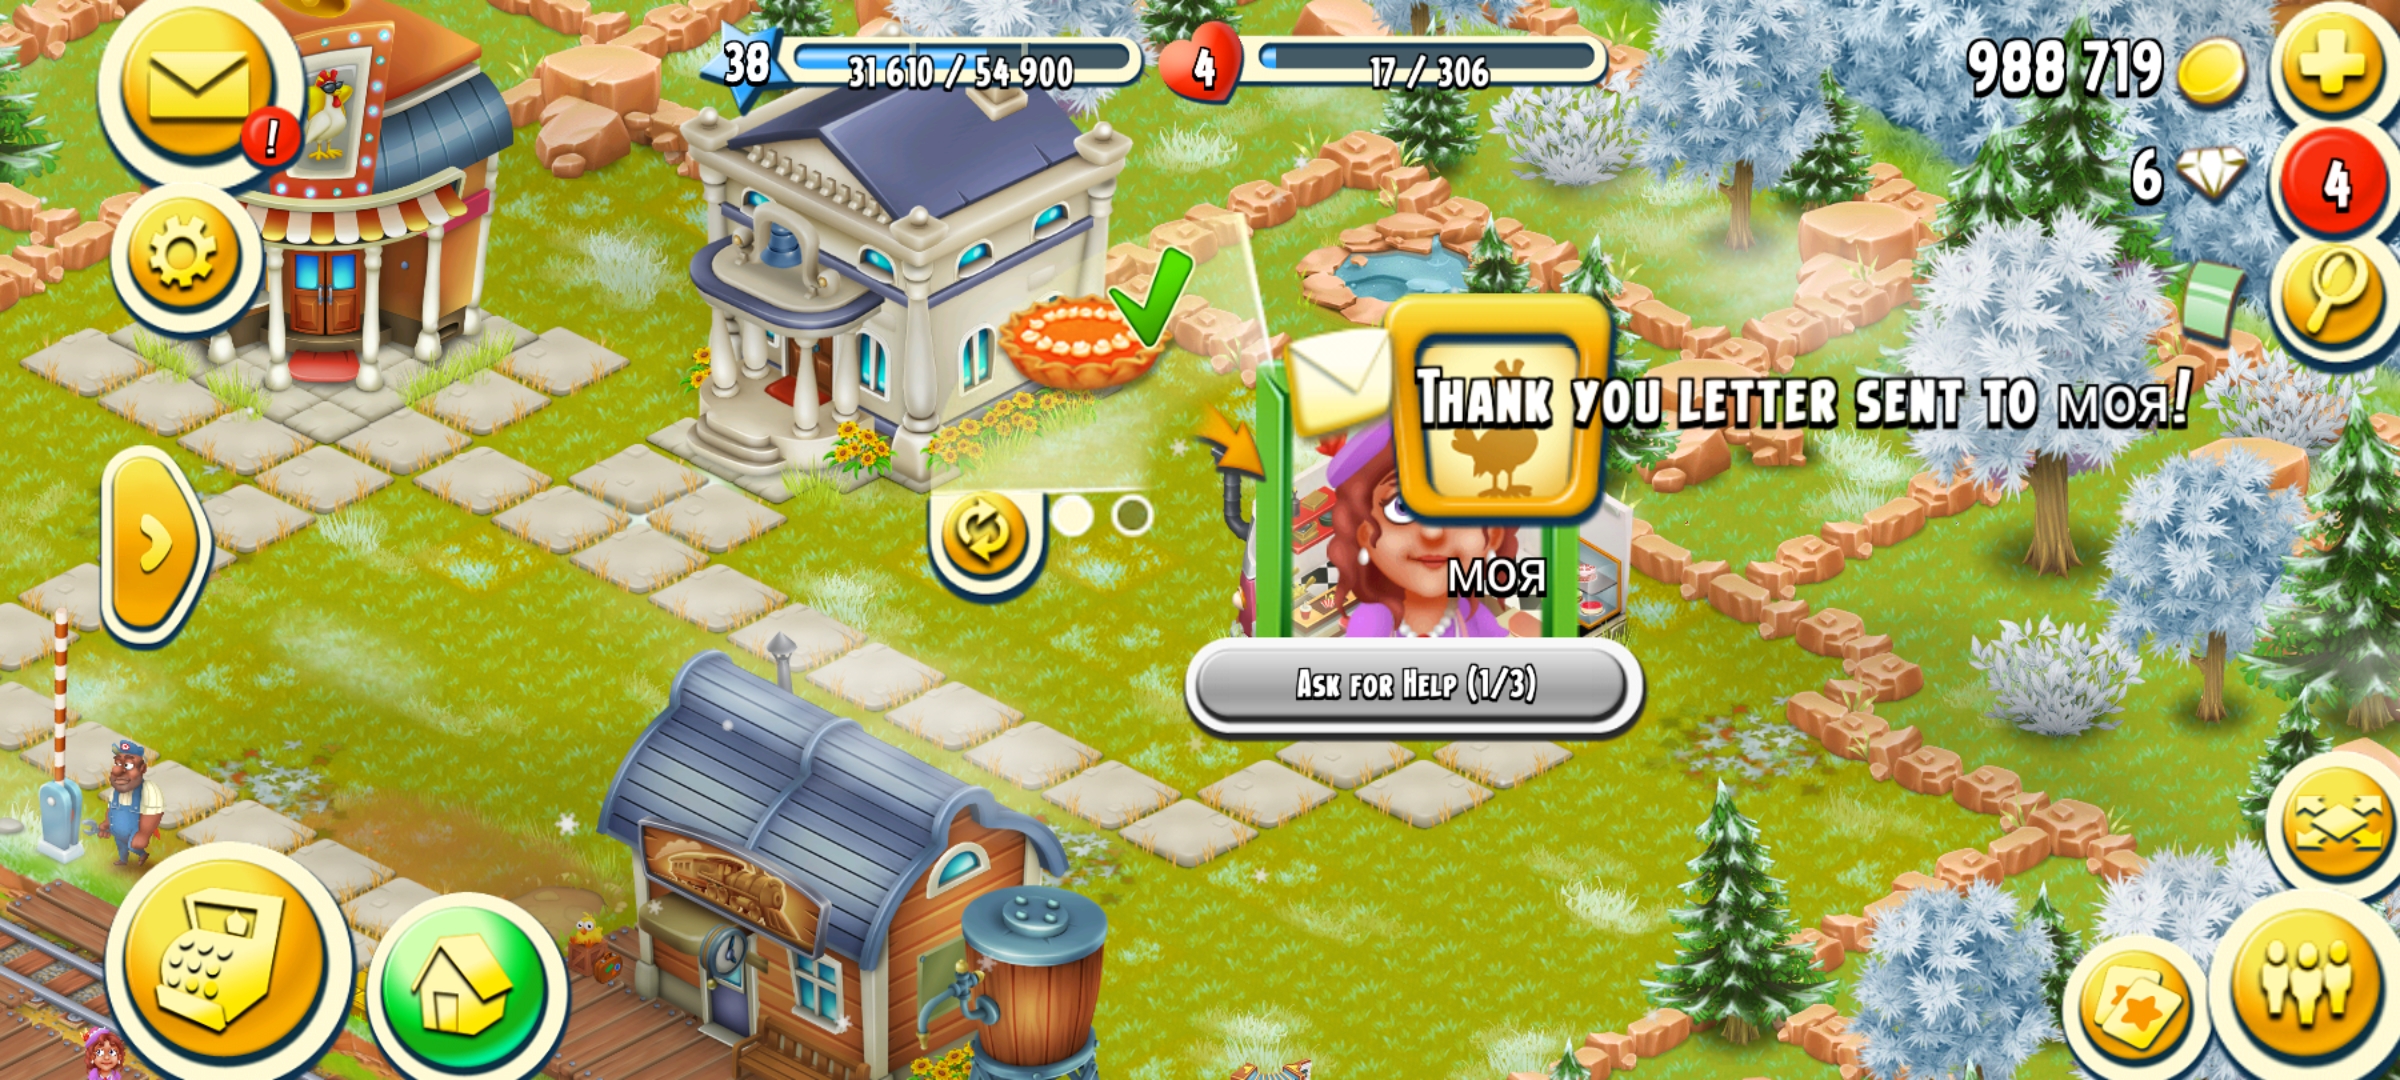 38
31 610 / 54 900
4
17 / 306
988 719
6
4
!
THANK YOU LETTER SENT TO моя!
моя
ASK FOR HELP (1/3)